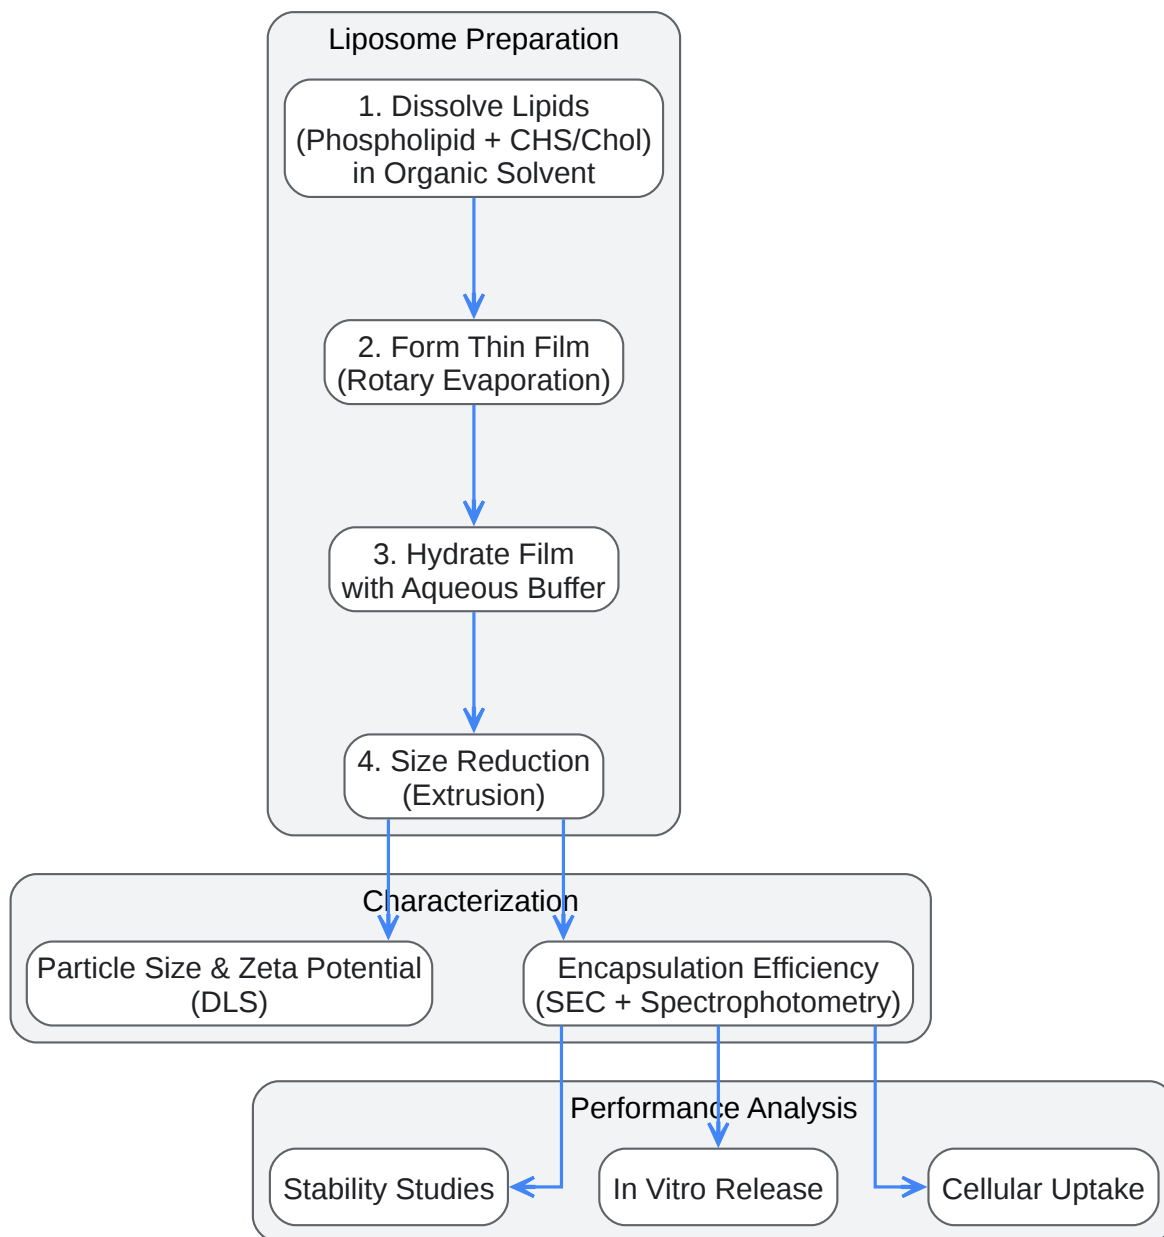 Liposome Preparation
1. Dissolve Lipids
(Phospholipid + CHS/Chol)
in Organic Solvent
2. Form Thin Film
(Rotary Evaporation)
3. Hydrate Film
with Aqueous Buffer
4. Size Reduction
(Extrusion)
Characterization
Particle Size & Zeta Potential
(DLS)
Encapsulation Efficiency
(SEC + Spectrophotometry)
Performance Analysis
Stability Studies
In Vitro Release
Cellular Uptake